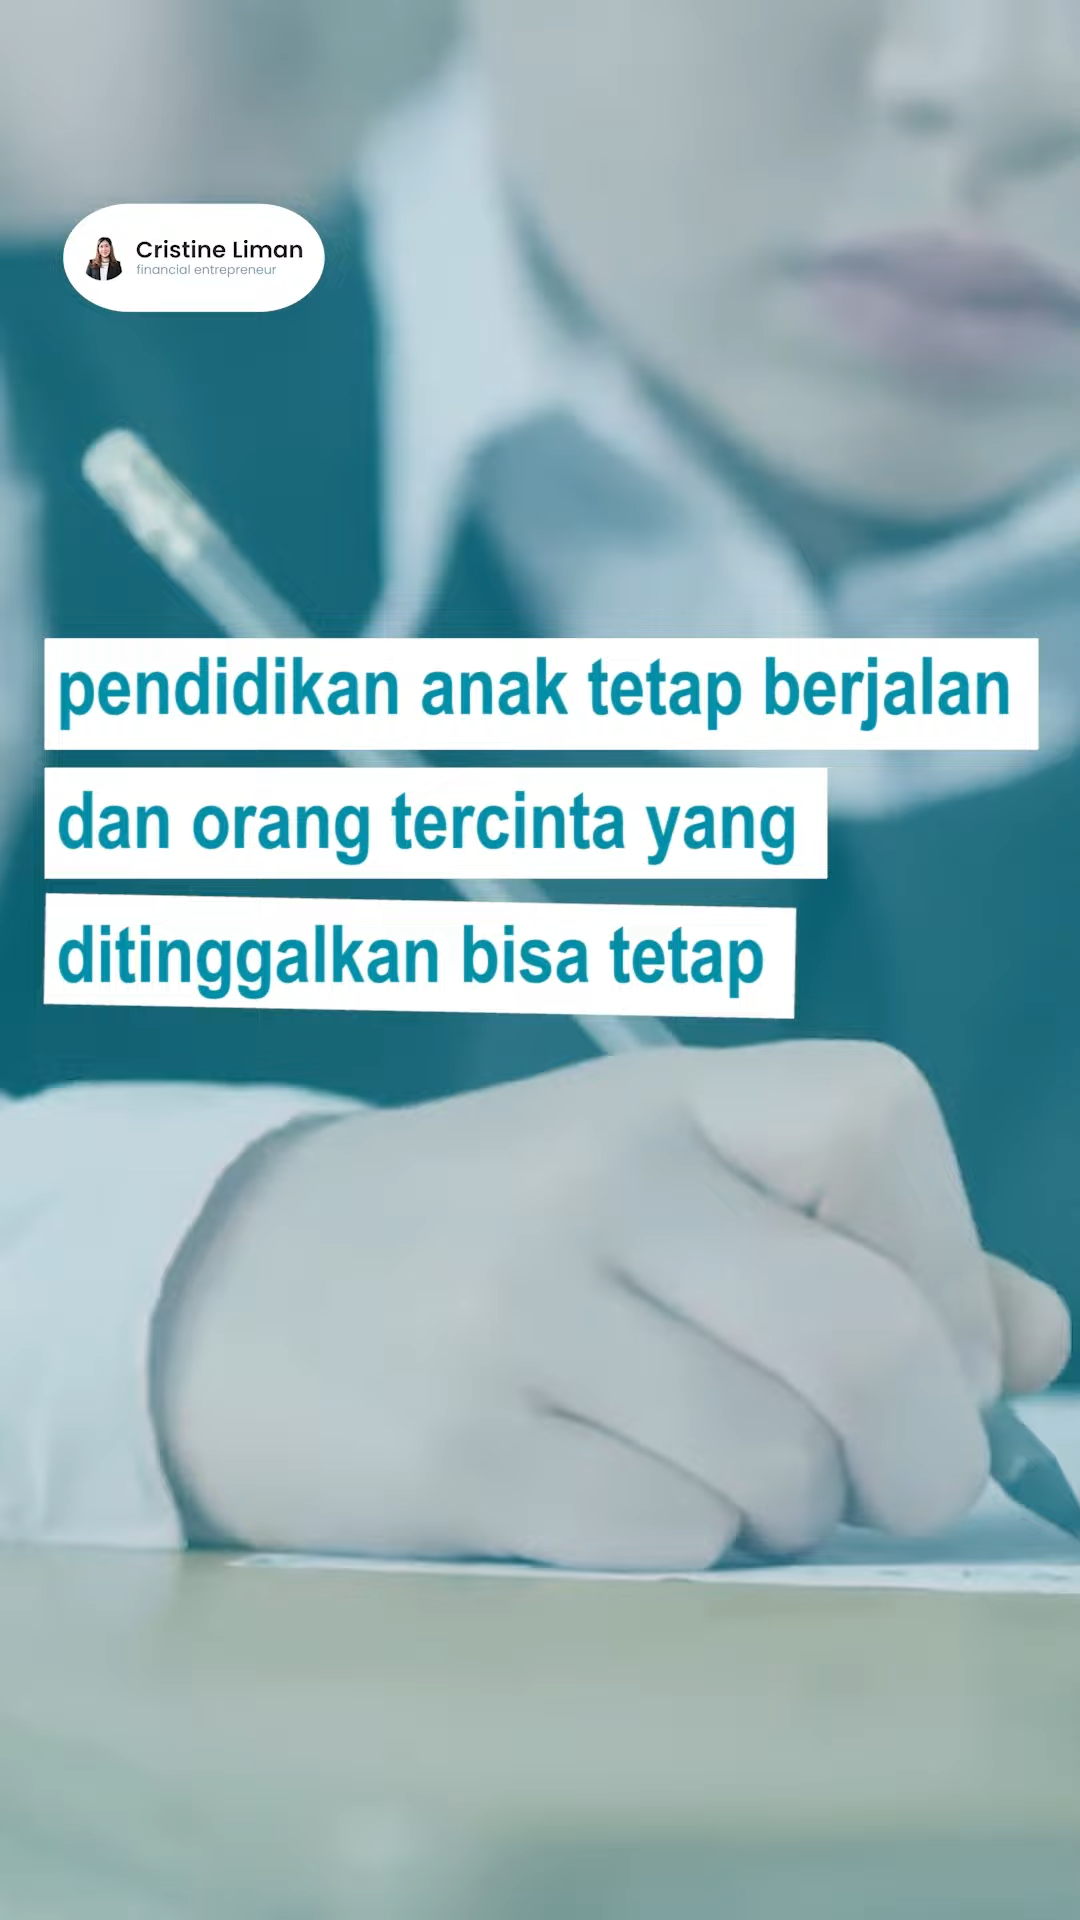 Cristine Liman
financial entrepreneur
pendidikan anak tetap berjalan
dan orang tercinta yang
ditinggalkan bisa tetap